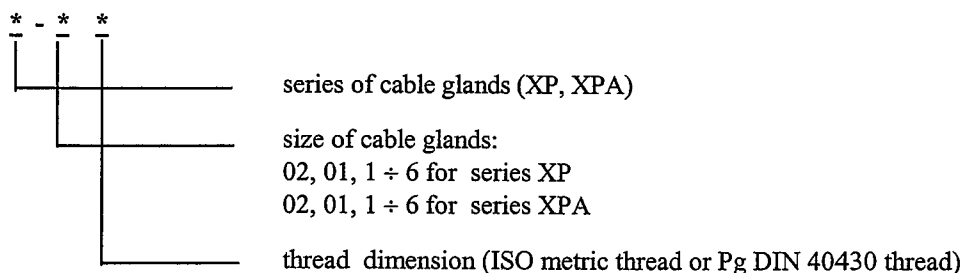 * - * *
series of cable glands (XP, XPA)
size of cable glands:
02, 01, 1 ÷ 6 for series XP
02, 01, 1 ÷ 6 for series XPA
thread dimension (ISO metric thread or Pg DIN 40430 thread)